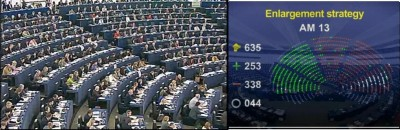 Enlargement strategy
AM 13
635
+ 253
- 338
044